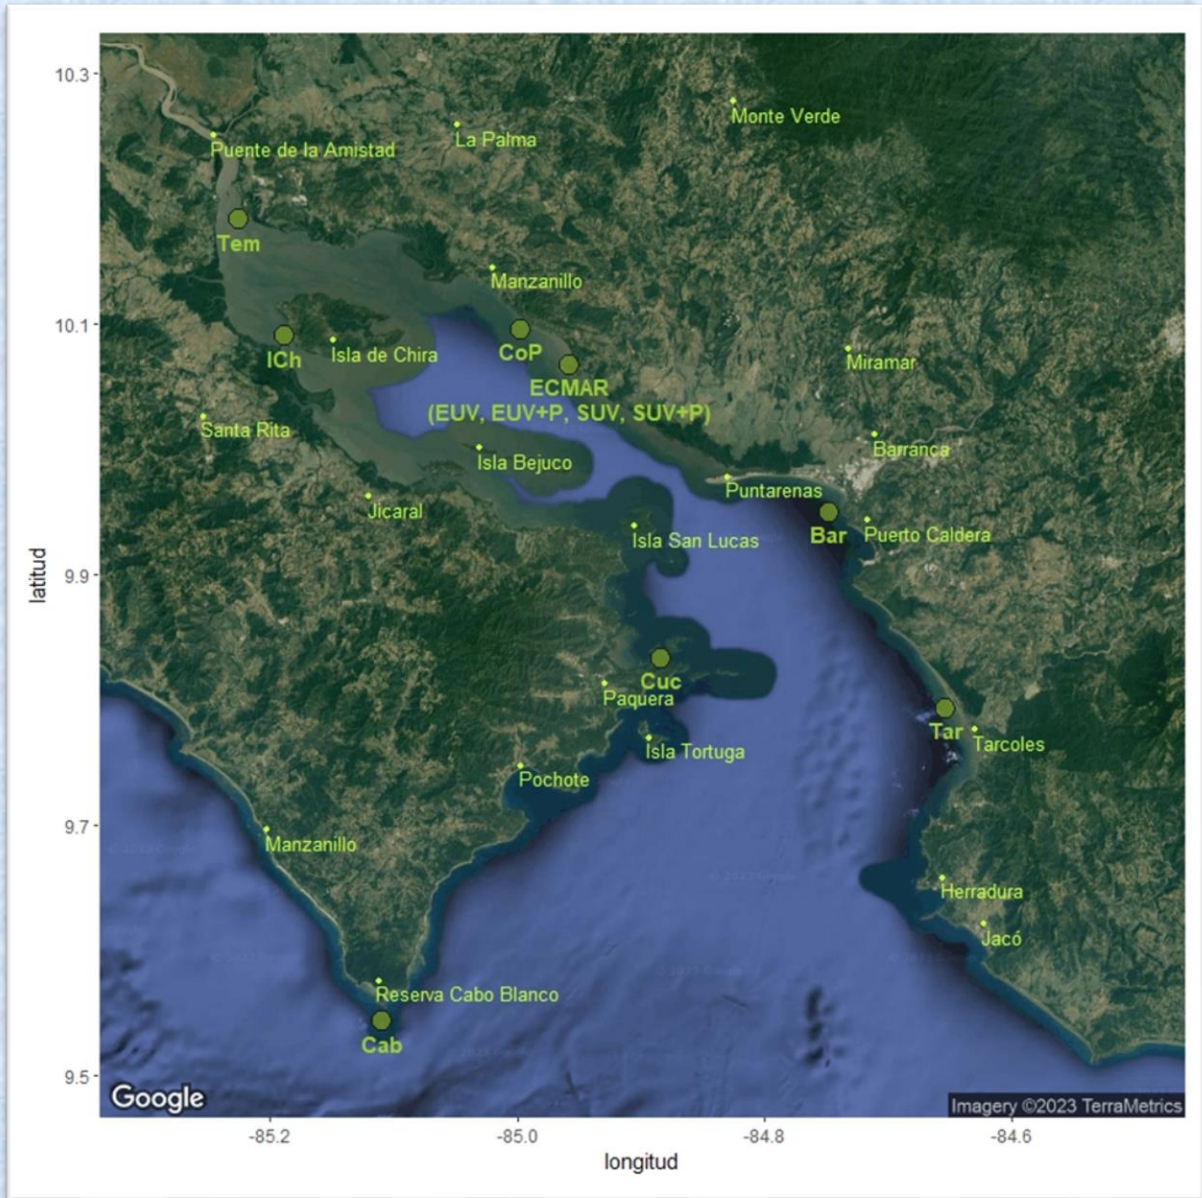 10.3
Monte Verde
La Palma
Puente de la Amistad
Tem
Manzanillo
10.1
CoP
ICh
Isla de Chira
Miramar
ECMAR
(EUV, EUV+P, SUV, SUV+P)
Santa Rita
Barranca
Isla Bejuco
Puntarenas
Jicaral
Bar
Puerto Caldera
Isla San Lucas
latitud
9.9
Cuc
Paquera
Tar
Tarcoles
Isla Tortuga
Pochote
9.7
Manzanillo
Herradura
Jacó
Reserva Cabo Blanco
Cab
9.5
Google
Imagery ©2023 TerraMetrics
-85.2
-85.0
-84.8
-84.6
longitud